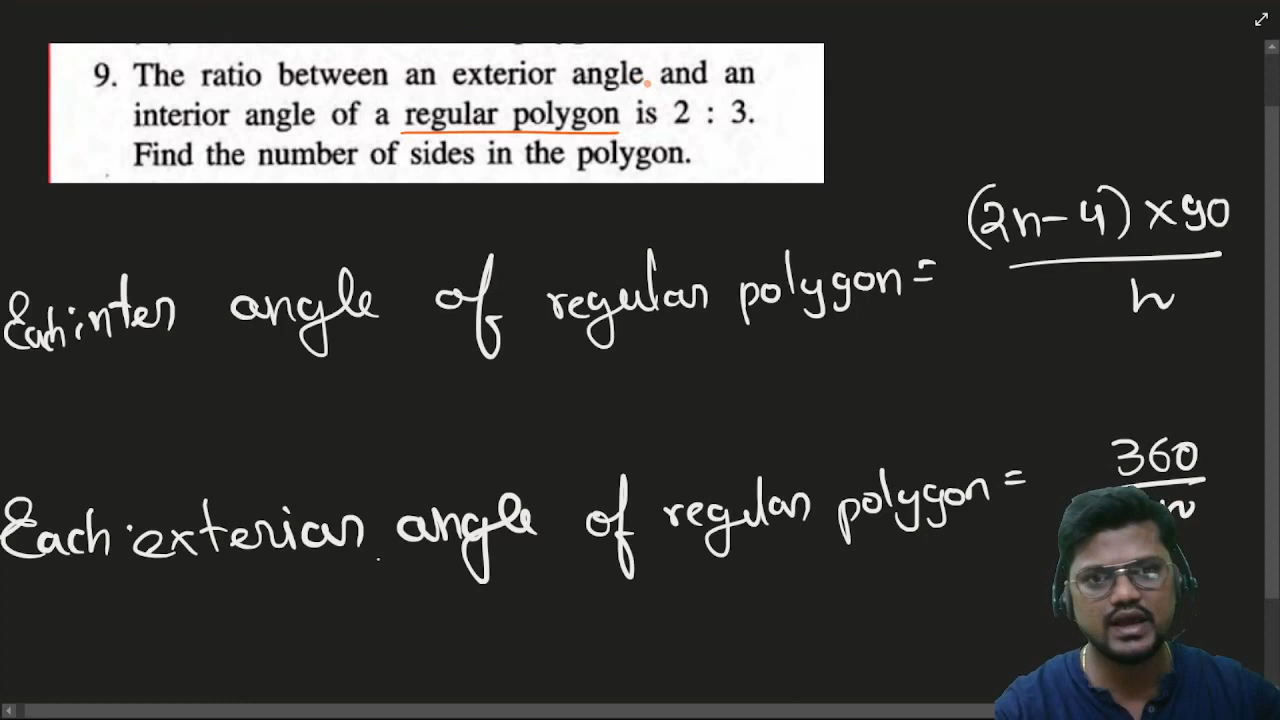 9. The ratio between an exterior angle and an
interior angle of a regular polygon is 2 : 3.
Find the number of sides in the polygon.
(2n-4) ×90
Each inter angle of regular polygon =
n
360
Each exterior angle of regular polygon =
n